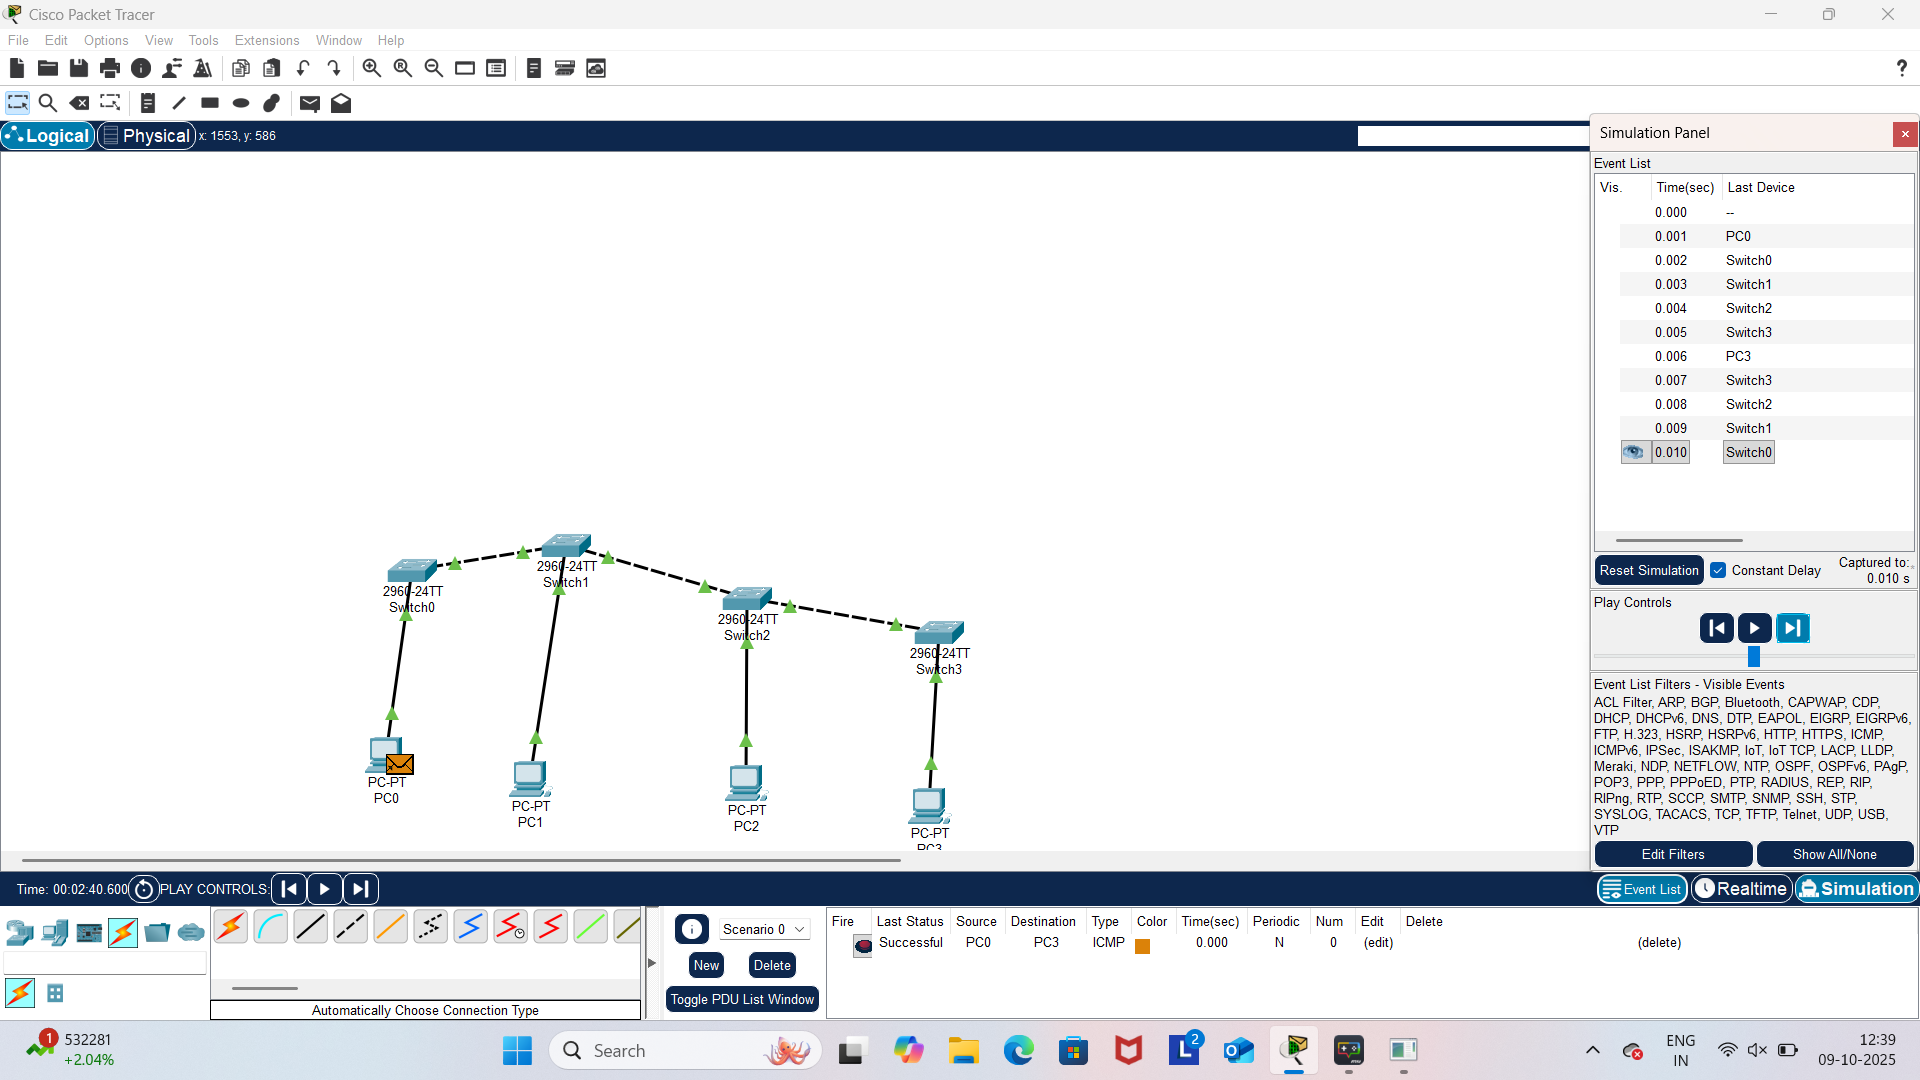 Cisco Packet Tracer
File Edit Options View Tools Extensions Window Help
?
Logical Physical x: 1553, y: 586
Simulation Panel
Event List
Vis. Time(sec) Last Device
0.000 --
0.001 PC0
0.002 Switch0
0.003 Switch1
0.004 Switch2
0.005 Switch3
0.006 PC3
0.007 Switch3
0.008 Switch2
0.009 Switch1
0.010 Switch0
Reset Simulation Constant Delay Captured to:
0.010 s
Play Controls
Event List Filters - Visible Events
ACL Filter, ARP, BGP, Bluetooth, CAPWAP, CDP,
DHCP, DHCPv6, DNS, DTP, EAPOL, EIGRP, EIGRPv6,
FTP, H.323, HSRP, HSRPv6, HTTP, HTTPS, ICMP,
ICMPv6, IPSec, ISAKMP, IoT, IoT TCP, LACP, LLDP,
Meraki, NDP, NETFLOW, NTP, OSPF, OSPFv6, PAgP,
POP3, PPP, PPPoED, PTP, RADIUS, REP, RIP,
RIPng, RTP, SCCP, SMTP, SNMP, SSH, STP,
SYSLOG, TACACS, TCP, TFTP, Telnet, UDP, USB,
VTP
Edit Filters Show All/None
2960-24TT
Switch0
2960-24TT
Switch1
2960-24TT
Switch2
2960-24TT
Switch3
PC-PT
PC0
PC-PT
PC1
PC-PT
PC2
PC-PT
PC3
Time: 00:02:40.600 PLAY CONTROLS:
Event List Realtime Simulation
Automatically Choose Connection Type
Scenario 0
New Delete
Toggle PDU List Window
Fire Last Status Source Destination Type Color Time(sec) Periodic Num Edit Delete
Successful PC0 PC3 ICMP 0.000 N 0 (edit) (delete)
1
532281
+2.04%
Search
L
2
ENG
IN
12:39
09-10-2025